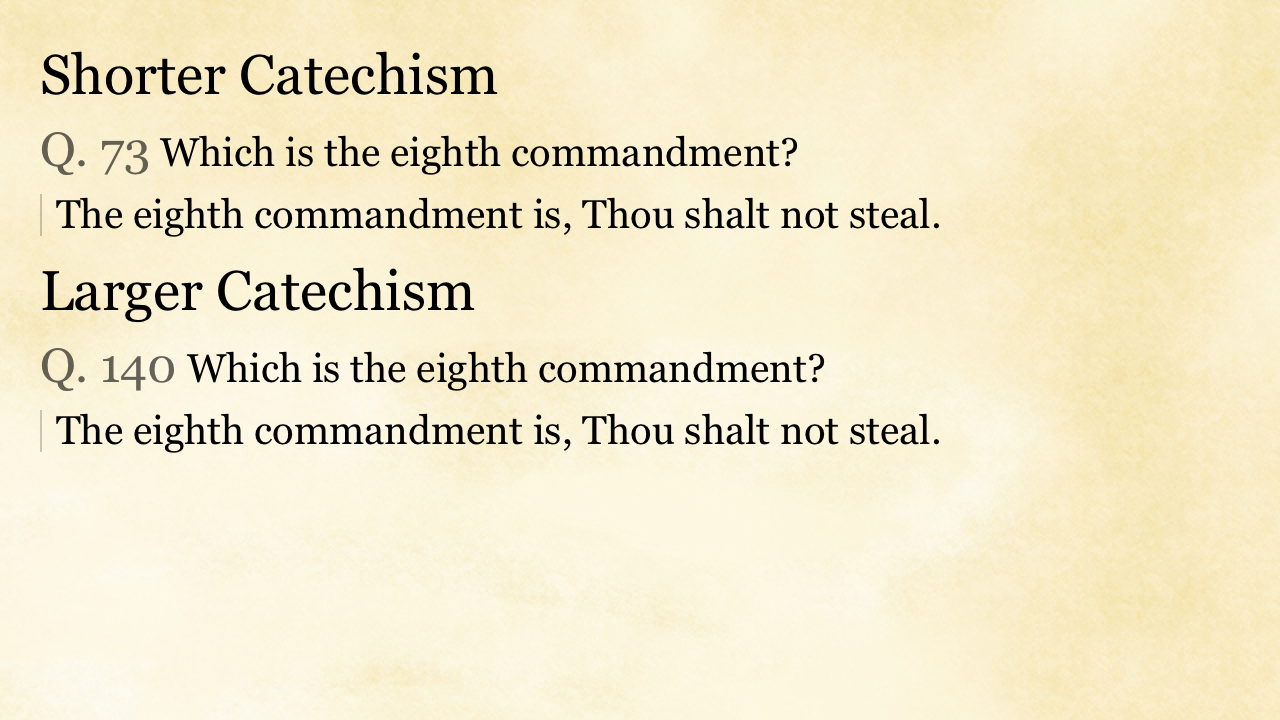 Shorter Catechism
Q. 73 Which is the eighth commandment?
The eighth commandment is, Thou shalt not steal.
Larger Catechism
Q. 140 Which is the eighth commandment?
The eighth commandment is, Thou shalt not steal.